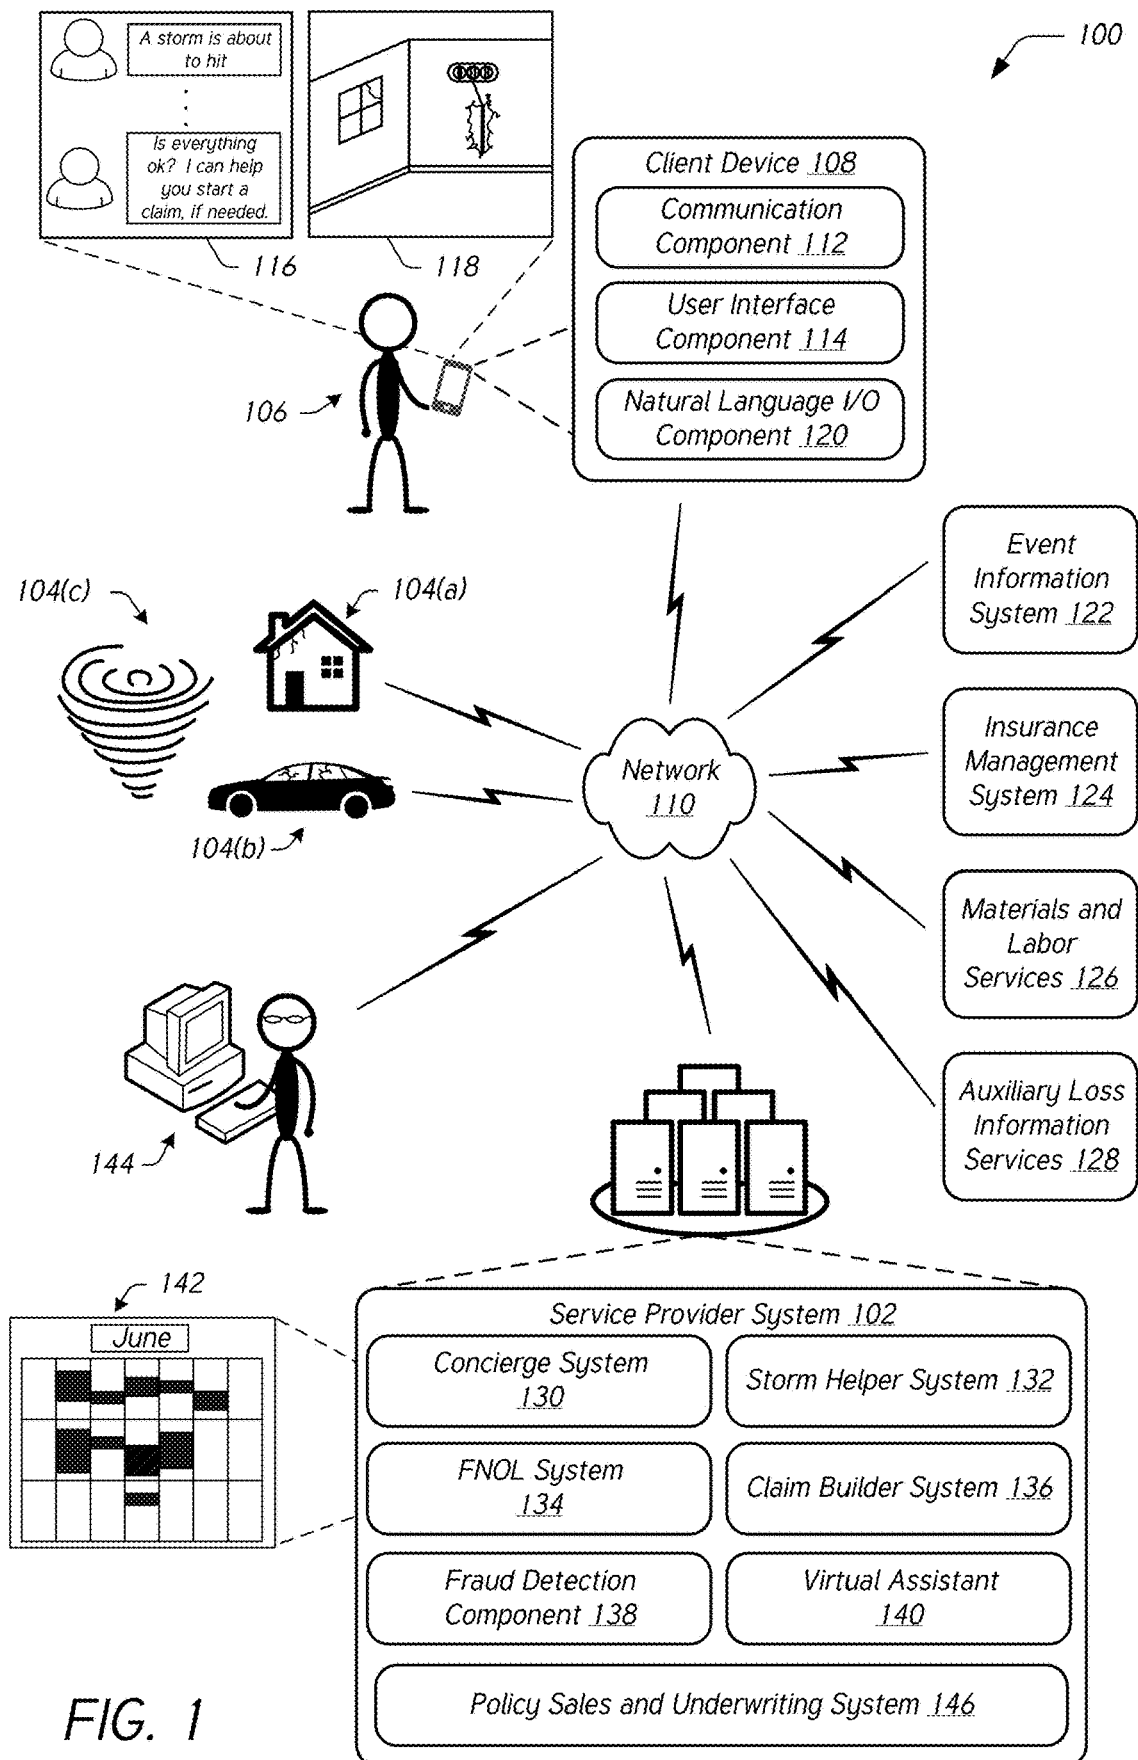 100
A storm is about
to hit
Is everything
ok? I can help
you start a
claim, if needed.
116
118
Client Device 108
Communication
Component 112
User Interface
Component 114
Natural Language I/O
Component 120
106
Event
Information
System 122
104(c)
104(a)
Insurance
Management
System 124
Network
110
104(b)
Materials and
Labor
Services 126
Auxiliary Loss
Information
Services 128
144
142
June
Service Provider System 102
Concierge System
130
Storm Helper System 132
FNOL System
134
Claim Builder System 136
Fraud Detection
Component 138
Virtual Assistant
140
Policy Sales and Underwriting System 146
FIG. 1